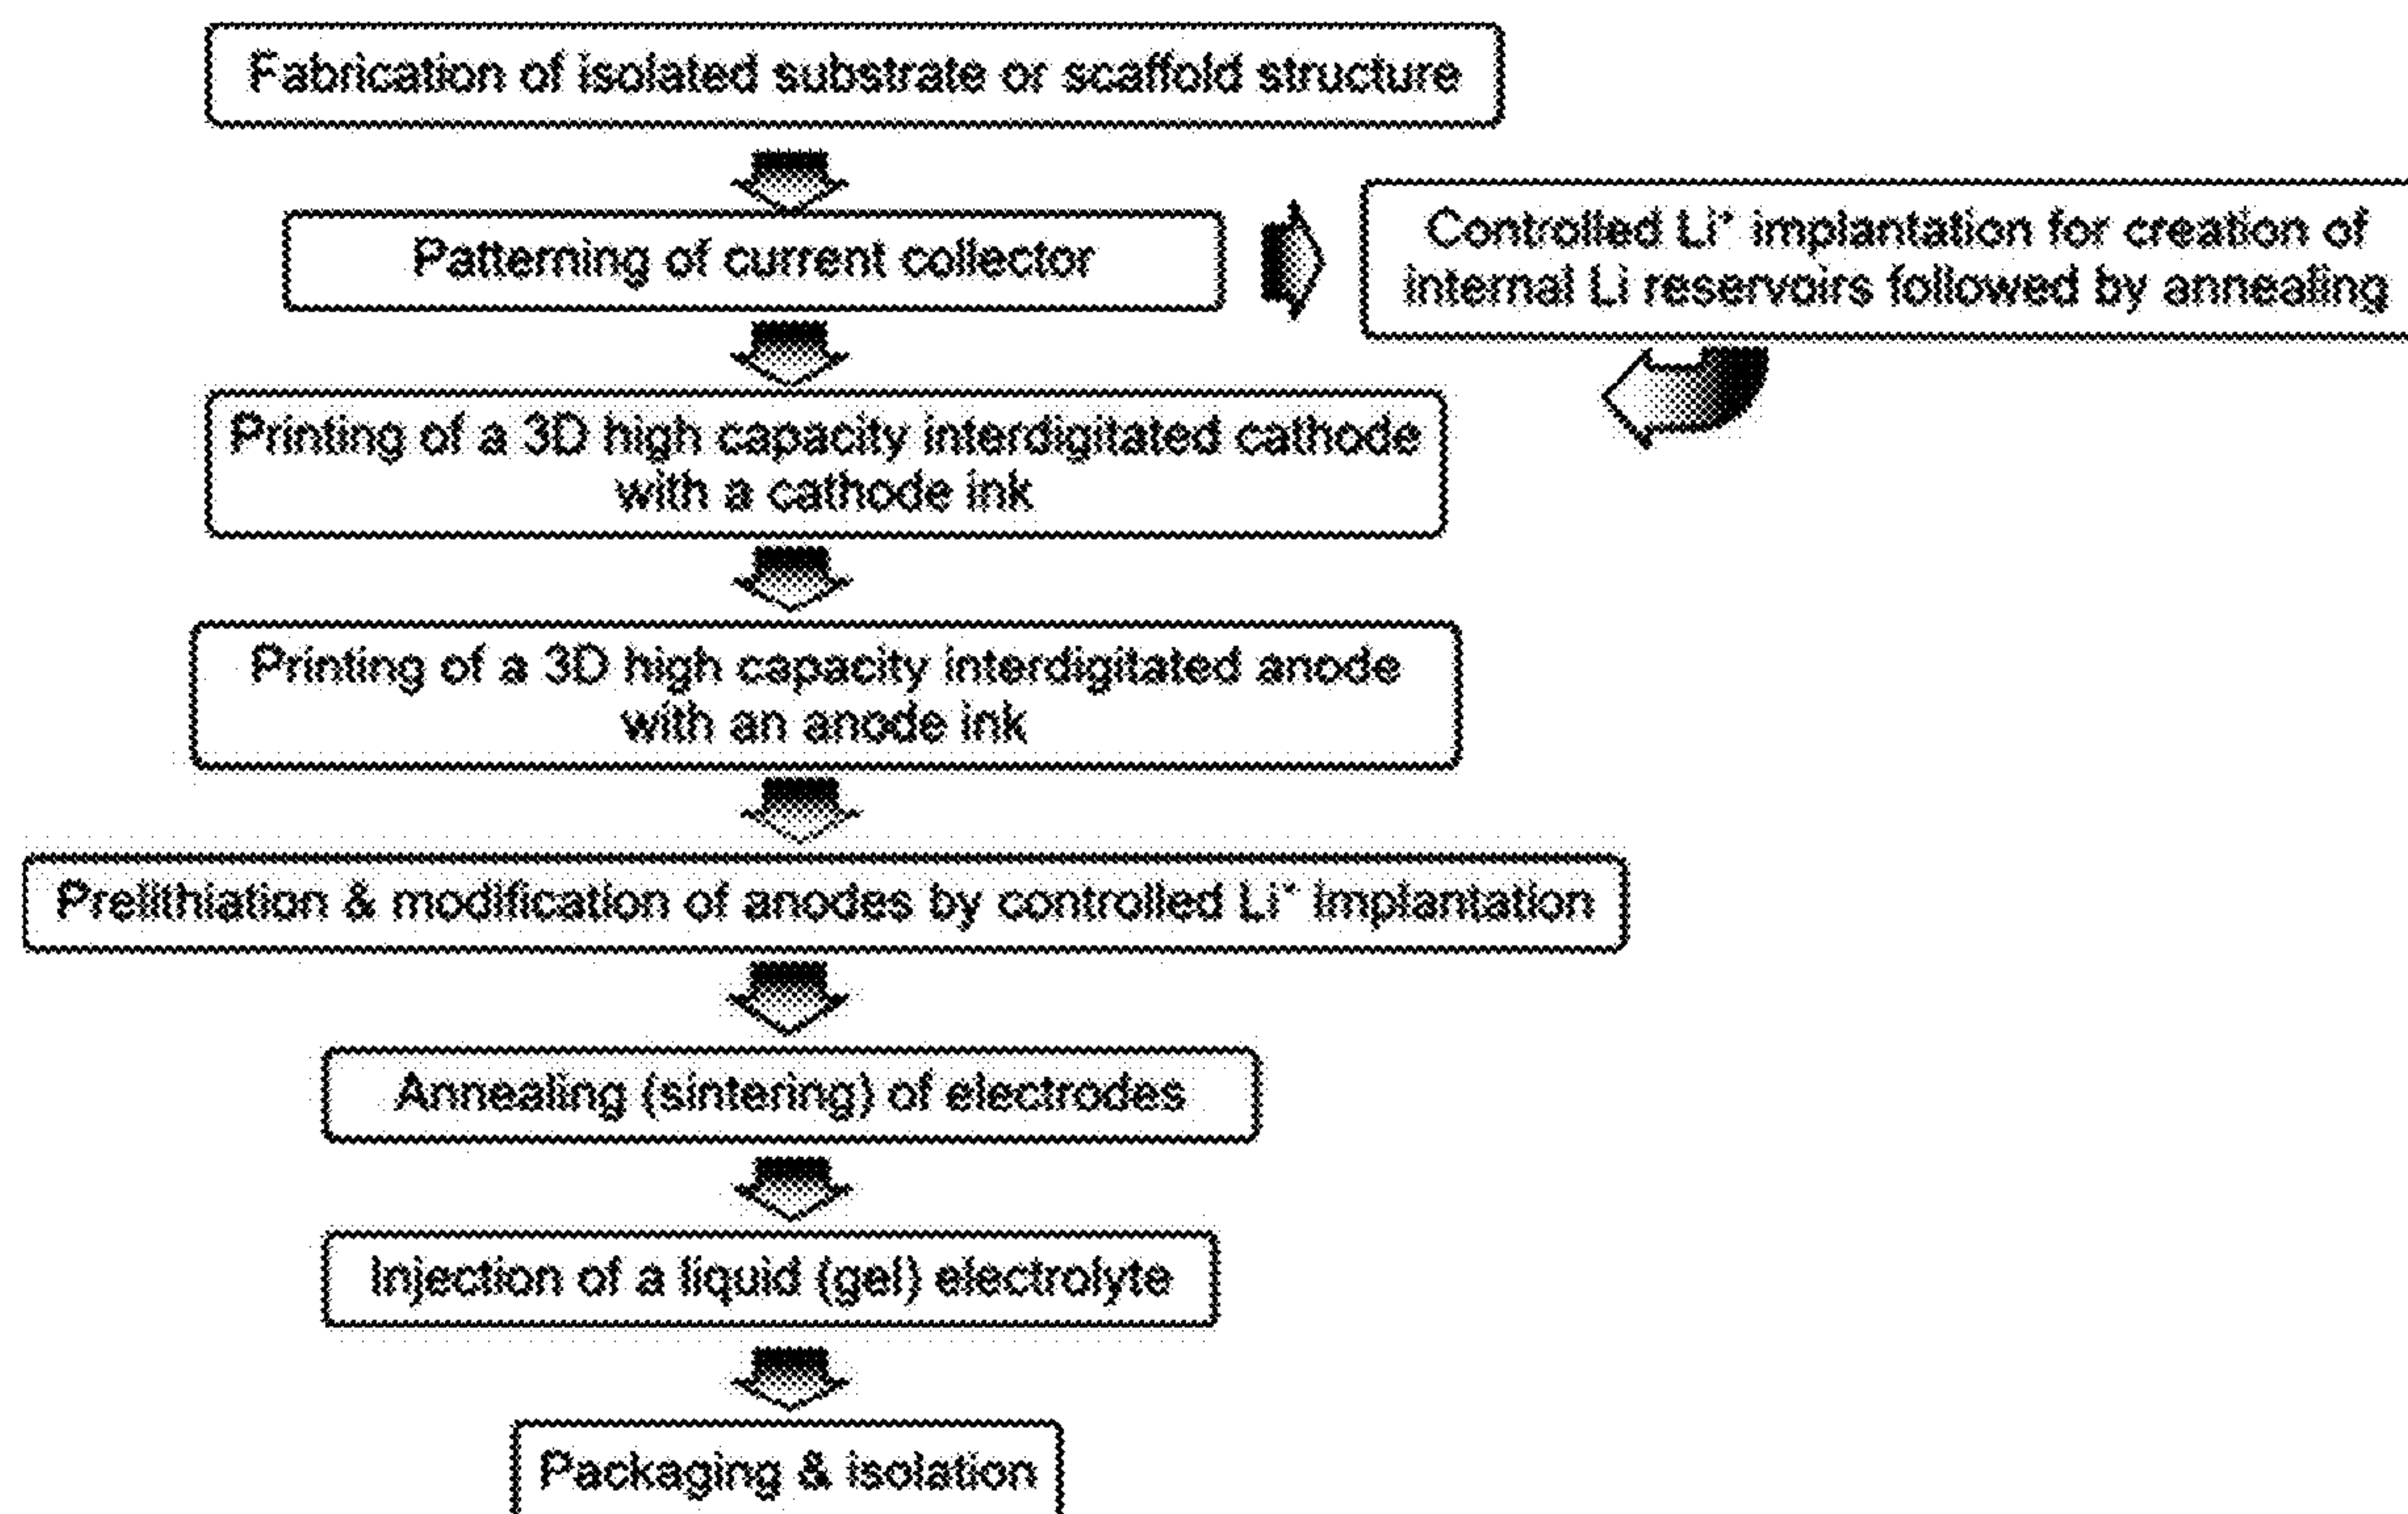 Fabrication of isolated substrate or scaffold structure
Patterning of current collector
Controlled Li⁺ implantation for creation of
internal Li reservoirs followed by annealing
Printing of a 3D high capacity interdigitated cathode
with a cathode ink
Printing of a 3D high capacity interdigitated anode
with an anode ink
Prelithiation & modification of anodes by controlled Li⁺ implantation
Annealing (sintering) of electrodes
Injection of a liquid (gel) electrolyte
Packaging & isolation